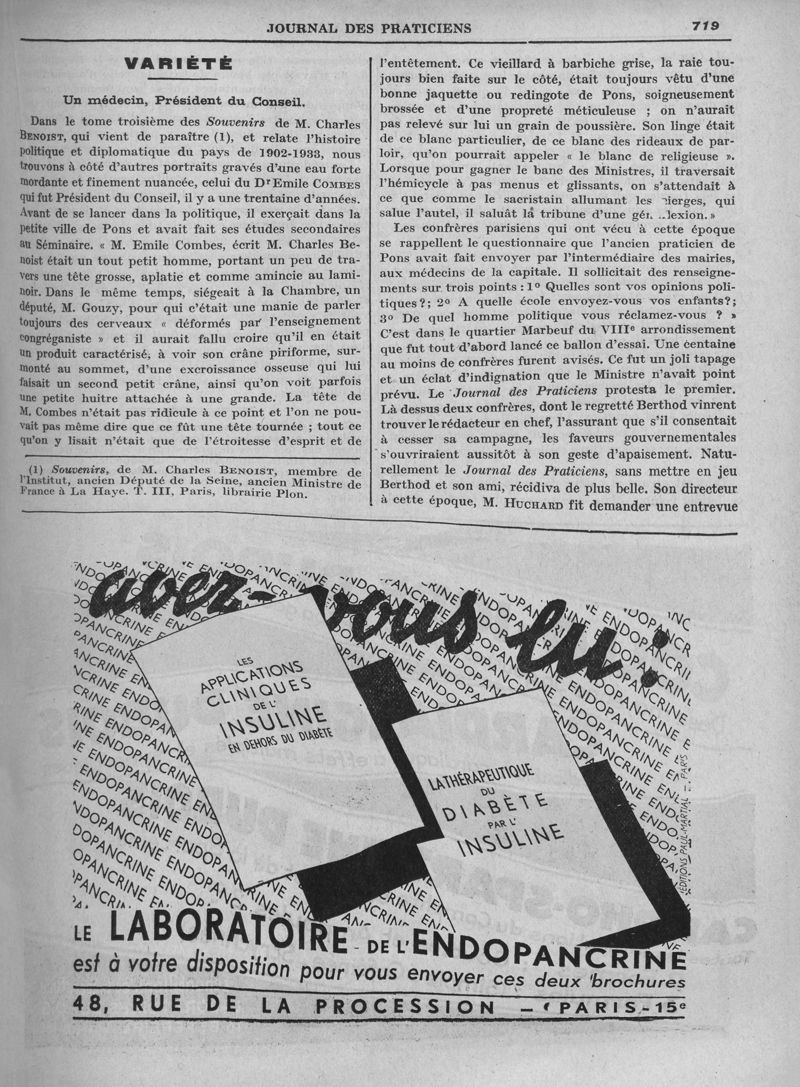 JOURNAL DES PRATICIENS
719
VARIÉTÉ
Un médecin, Président du Conseil.
Dans le tome troisième des Souvenirs de M. Charles
BENOIST, qui vient de paraître (1), et relate l'histoire
politique et diplomatique du pays de 1902-1933, nous
trouvons à côté d'autres portraits gravés d'une eau forte
mordante et finement nuancée, celui du Dr Emile COMBES
qui fut Président du Conseil, il y a une trentaine d'années.
Avant de se lancer dans la politique, il exerçait dans la
petite ville de Pons et avait fait ses études secondaires
au Séminaire. « M. Emile Combes, écrit M. Charles Be-
noist était un tout petit homme, portant un peu de tra-
vers une tête grosse, aplatie et comme amincie au lami-
noir. Dans le même temps, siégeait à la Chambre, un
député, M. Gouzy, pour qui c'était une manie de parler
toujours des cerveaux « déformés par l'enseignement
congréganiste » et il aurait fallu croire qu'il en était
un produit caractérisé, à voir son crâne piriforme, sur-
monté au sommet, d'une excroissance osseuse qui lui
faisait un second petit crâne, ainsi qu'on voit parfois
une petite huitre attachée à une grande. La tête de
M. Combes n'était pas ridicule à ce point et l'on ne pou-
vait pas même dire que ce fût une tête tournée ; tout ce
qu'on y lisait n'était que de l'étroitesse d'esprit et de
(1) Souvenirs, de M. Charles BENOIST, membre de
l'Institut, ancien Député de la Seine, ancien Ministre de
France à La Haye. T. III, Paris, librairie Plon.
l'entêtement. Ce vieillard à barbiche grise, la raie tou-
jours bien faite sur le côté, était toujours vêtu d'une
bonne jaquette ou redingote de Pons, soigneusement
brossée et d'une propreté méticuleuse ; on n'aurait
pas relevé sur lui un grain de poussière. Son linge était
de ce blanc particulier, de ce blanc des rideaux de par-
loir, qu'on pourrait appeler « le blanc de religieuse ».
Lorsque pour gagner le banc des Ministres, il traversait
l'hémicycle à pas menus et glissants, on s'attendait à
ce que comme le sacristain allumant les cierges, qui
salue l'autel, il saluât la tribune d'une gén..lexion. »
Les confrères parisiens qui ont vécu à cette époque
se rappellent le questionnaire que l'ancien praticien de
Pons avait fait envoyer par l'intermédiaire des mairies,
aux médecins de la capitale. Il sollicitait des renseigne-
ments sur trois points : 1o Quelles sont vos opinions poli-
tiques ? ; 2o A quelle école envoyez-vous vos enfants? ;
3o De quel homme politique vous réclamez-vous ? »
C'est dans le quartier Marbeuf du VIIIe arrondissement
que fut tout d'abord lancé ce ballon d'essai. Une centaine
au moins de confrères furent avisés. Ce fut un joli tapage
et un éclat d'indignation que le Ministre n'avait point
prévu. Le Journal des Praticiens protesta le premier.
Là dessus deux confrères, dont le regretté Berthod vinrent
trouver le rédacteur en chef, l'assurant que s'il consentait
à cesser sa campagne, les faveurs gouvernementales
s'ouvriraient aussitôt à son geste d'apaisement. Natu-
rellement le Journal des Praticiens, sans mettre en jeu
Berthod et son ami, récidiva de plus belle. Son directeur
à cette époque, M. HUCHARD fit demander une entrevue
avez-vous lu :
LES
APPLICATIONS
CLINIQUES
DE L'
INSULINE
EN DEHORS DU DIABÈTE
LA THÉRAPEUTIQUE
DU
DIABÈTE
PAR L'
INSULINE
ÉDITIONS PAUL-MARTIAL - PARIS
LE LABORATOIRE - DE L'ENDOPANCRINE
est à votre disposition pour vous envoyer ces deux brochures
48, RUE DE LA PROCESSION - PARIS-15e